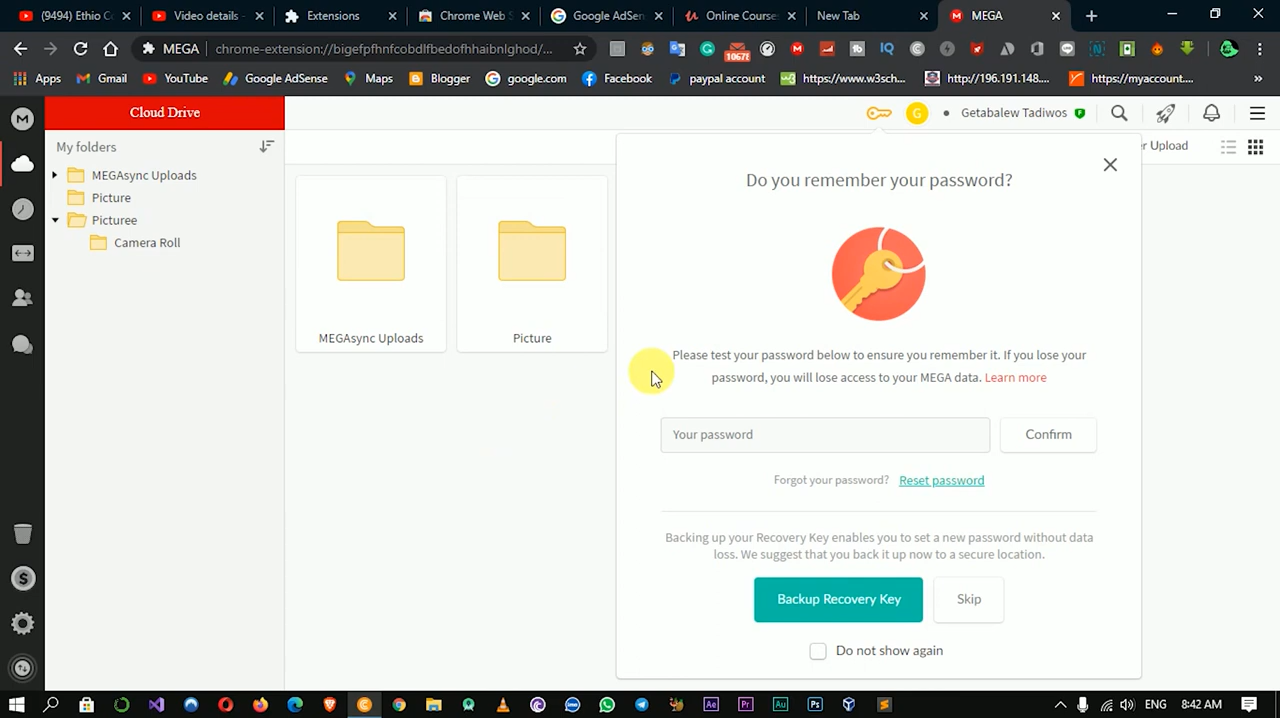 (9494) Ethio C
Video details -
Extensions
Chrome Web S
Google AdSen
Online Course
New Tab
MEGA
MEGA
chrome-extension://bigefpfhnfcobdlfbedofhhaibnlghod/...
1067E
Apps
Gmail
YouTube
Google AdSense
Maps
Blogger
google.com
Facebook
paypal account
https://www.w3sch...
http://196.191.148....
https://myaccount....
Cloud Drive
Getabalew Tadiwos
My folders
r Upload
MEGAsync Uploads
Picture
Picturee
Camera Roll
MEGAsync Uploads
Picture
Do you remember your password?
Please test your password below to ensure you remember it. If you lose your
password, you will lose access to your MEGA data. Learn more
Your password
Confirm
Forgot your password? Reset password
Backing up your Recovery Key enables you to set a new password without data
loss. We suggest that you back it up now to a secure location.
Backup Recovery Key
Skip
Do not show again
ENG
8:42 AM